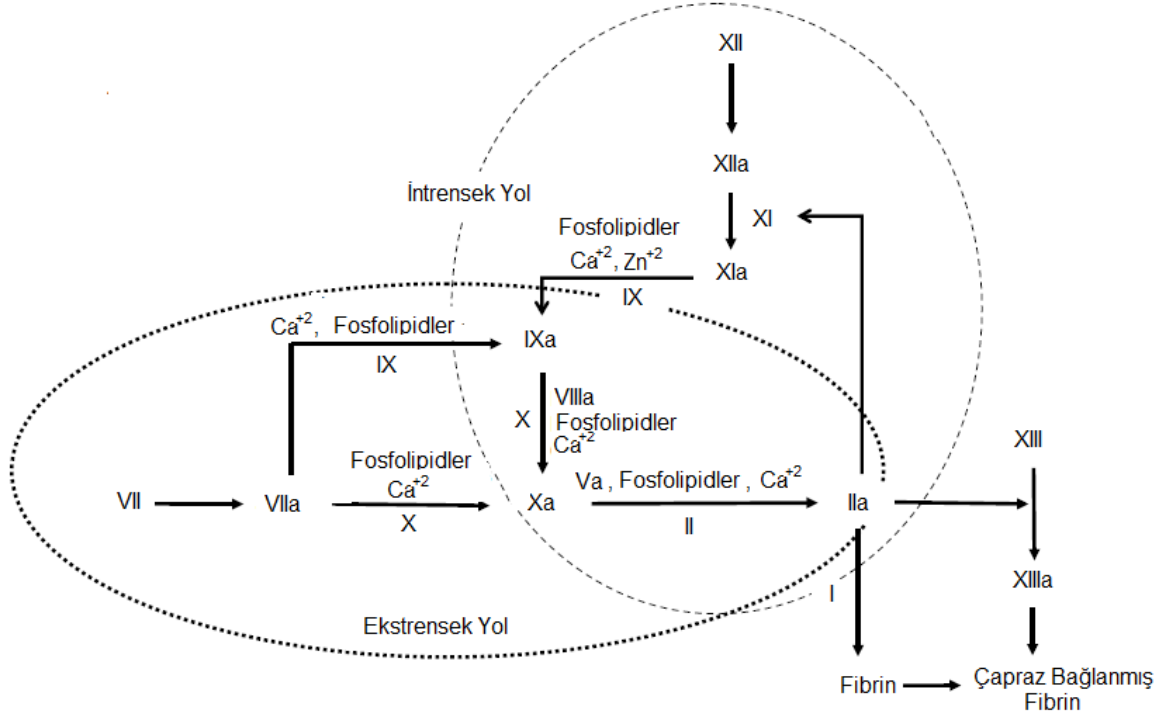 XII
XIIa
İntrensek Yol
XI
Fosfolipidler
Ca+2, Zn+2
XIa
IX
Ca+2, Fosfolipidler
IXa
IX
VIIIa
X
Fosfolipidler
Ca+2
XIII
Fosfolipidler
Ca+2
Va, Fosfolipidler, Ca+2
VII
VIIa
Xa
IIa
X
II
XIIIa
I
Ekstrensek Yol
Fibrin
Çapraz Bağlanmış
Fibrin